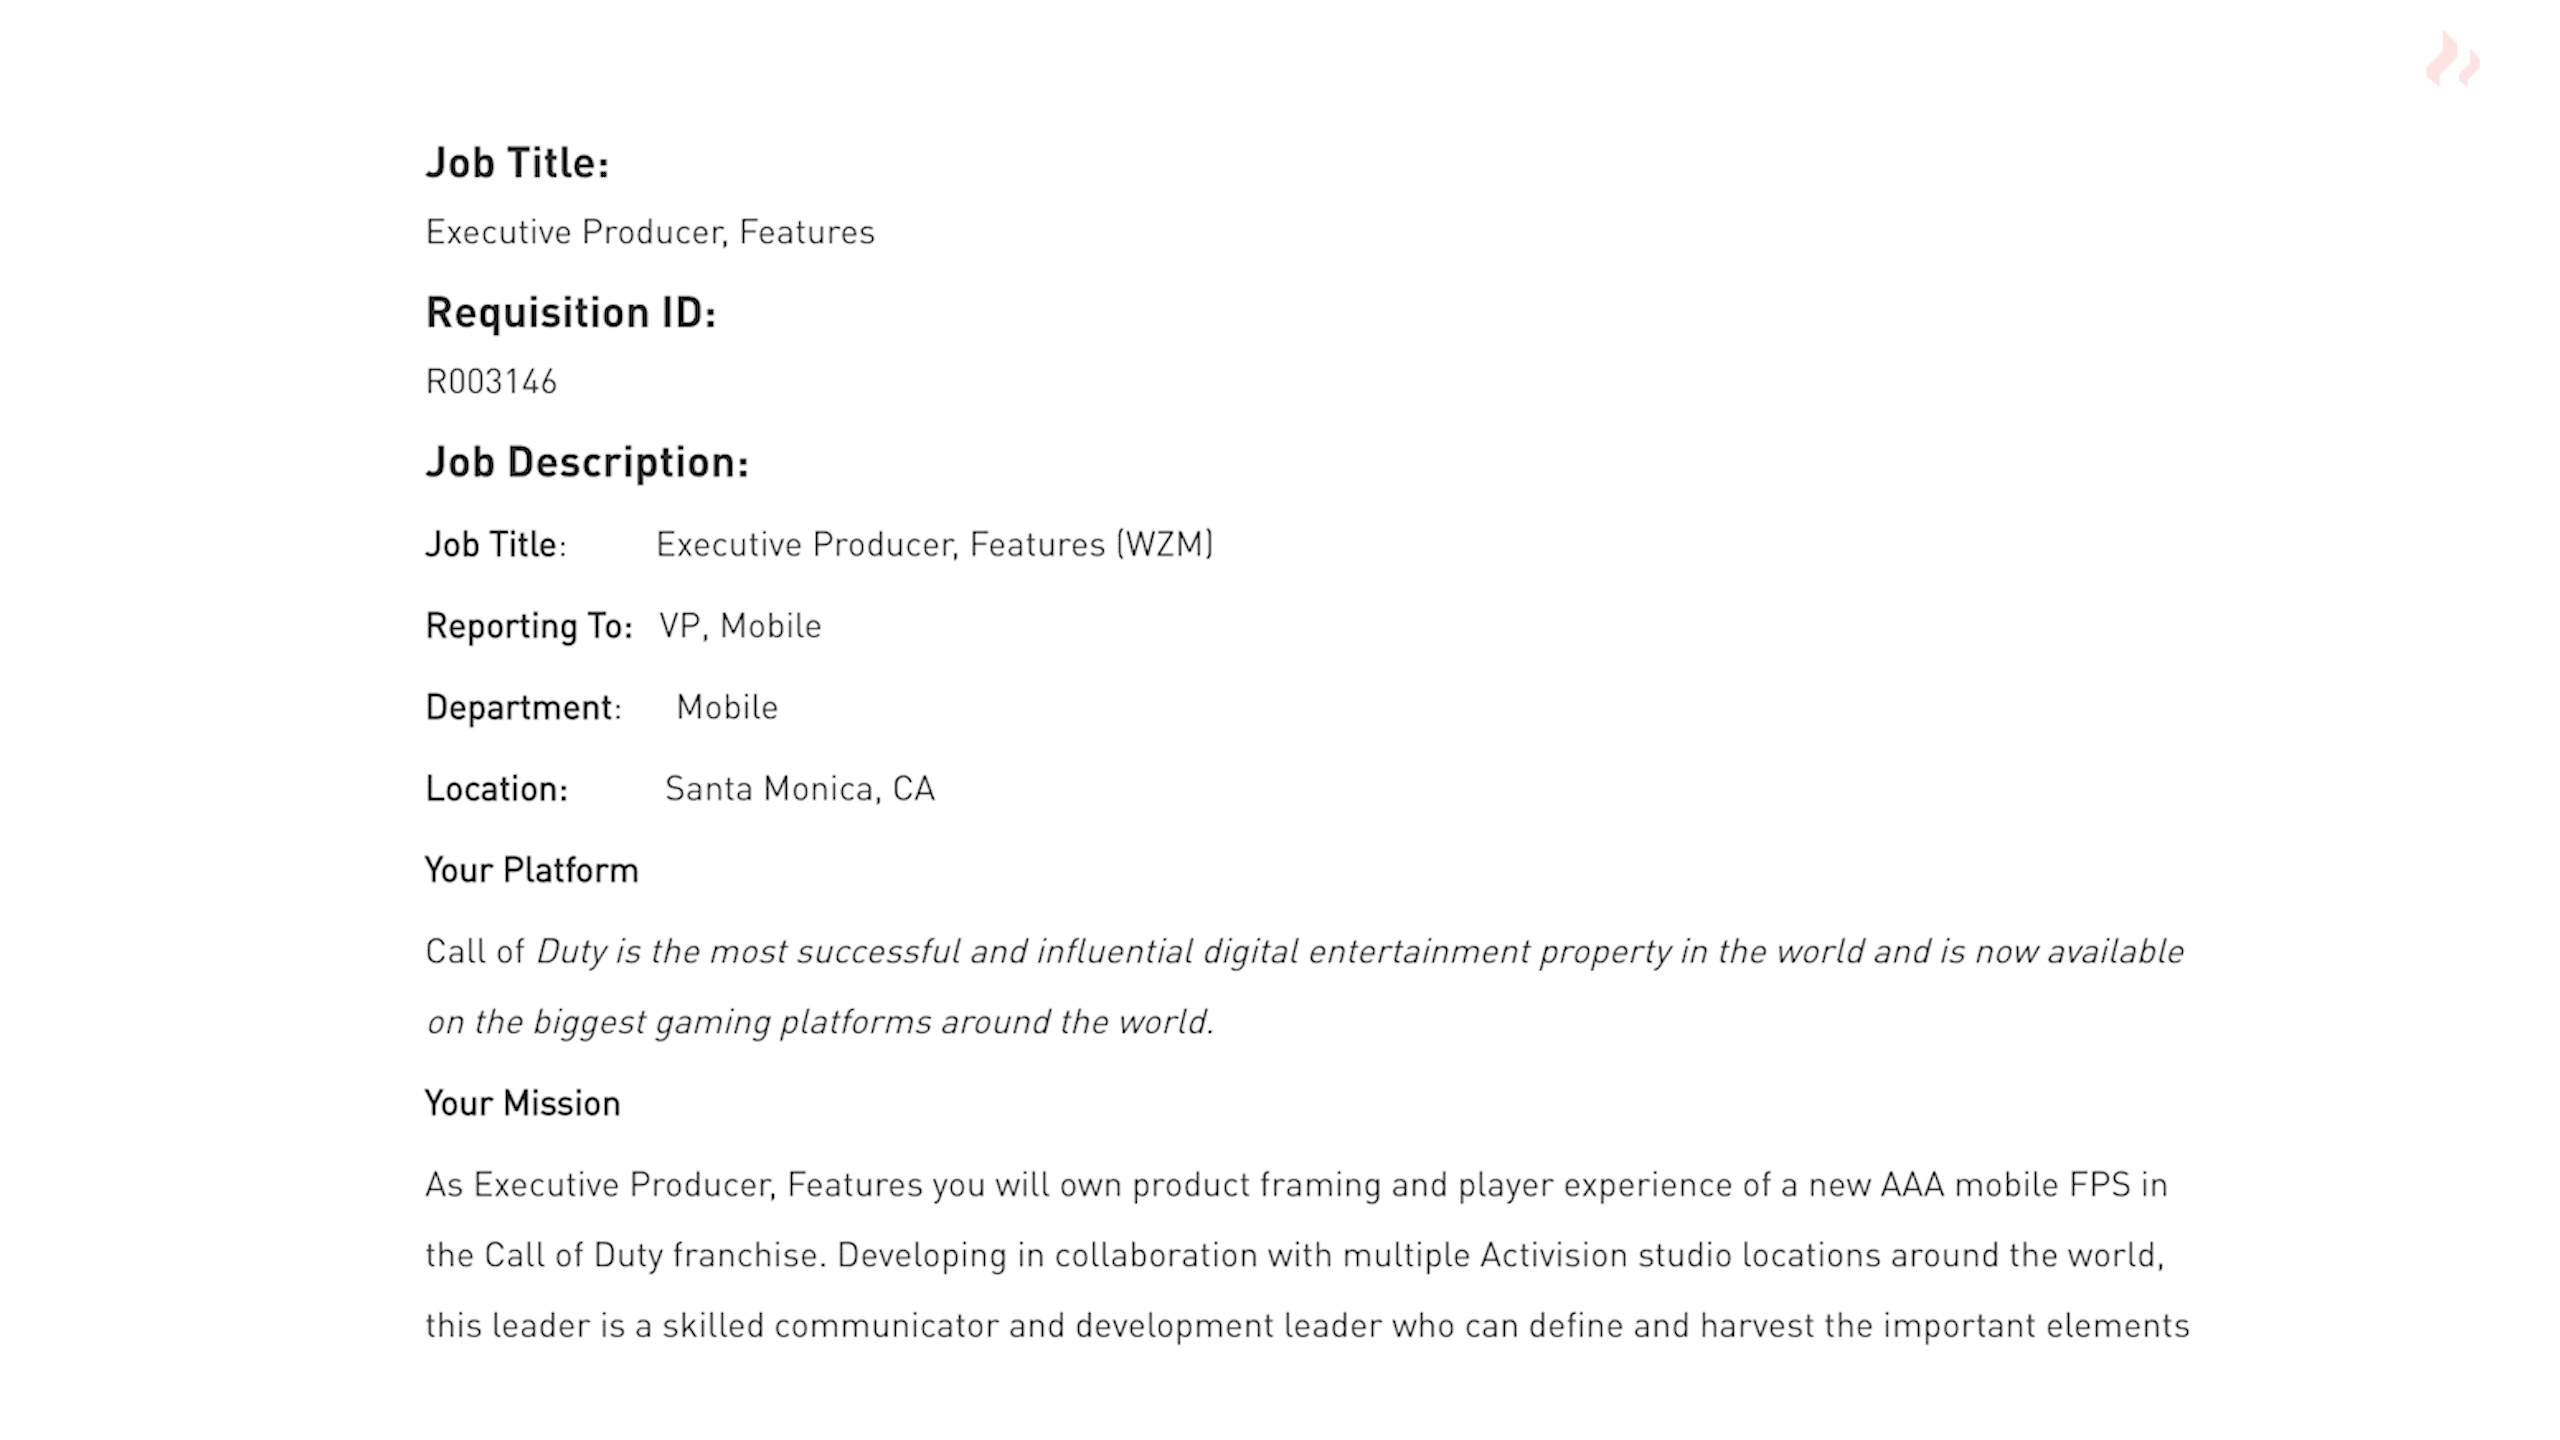 Job Title:
Executive Producer, Features
Requisition ID:
R003146
Job Description:
Job Title: Executive Producer, Features (WZM)
Reporting To: VP, Mobile
Department: Mobile
Location: Santa Monica, CA
Your Platform
Call of Duty is the most successful and influential digital entertainment property in the world and is now available
on the biggest gaming platforms around the world.
Your Mission
As Executive Producer, Features you will own product framing and player experience of a new AAA mobile FPS in
the Call of Duty franchise. Developing in collaboration with multiple Activision studio locations around the world,
this leader is a skilled communicator and development leader who can define and harvest the important elements